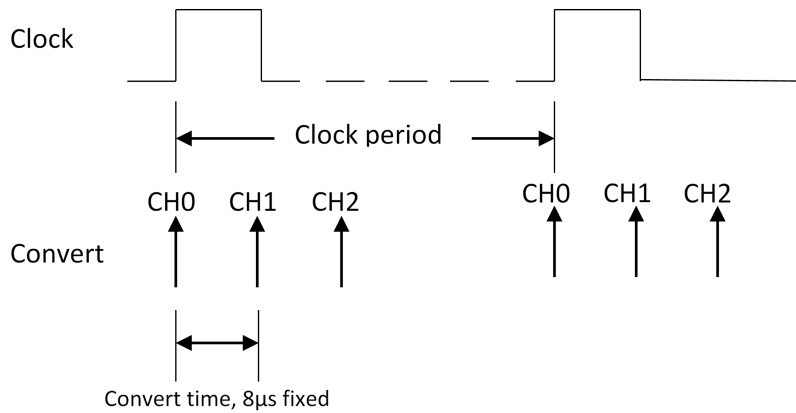 Clock
Clock period
CH0 CH1 CH2 CH0 CH1 CH2
Convert
Convert time, 8µs fixed